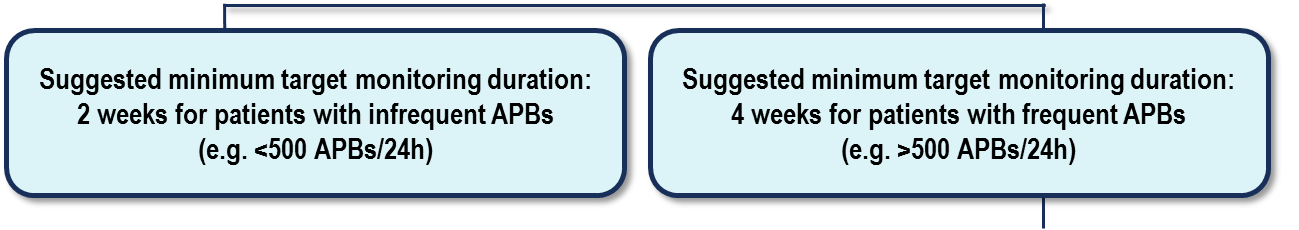 Suggested minimum target monitoring duration:
2 weeks for patients with infrequent APBs
(e.g. <500 APBs/24h)
Suggested minimum target monitoring duration:
4 weeks for patients with frequent APBs
(e.g. >500 APBs/24h)